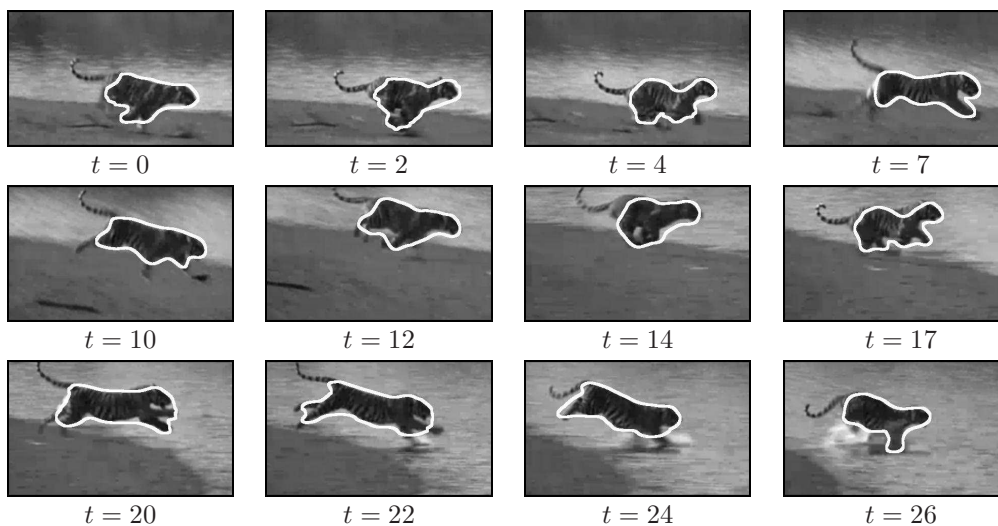 t = 0
t = 2
t = 4
t = 7
t = 10
t = 12
t = 14
t = 17
t = 20
t = 22
t = 24
t = 26